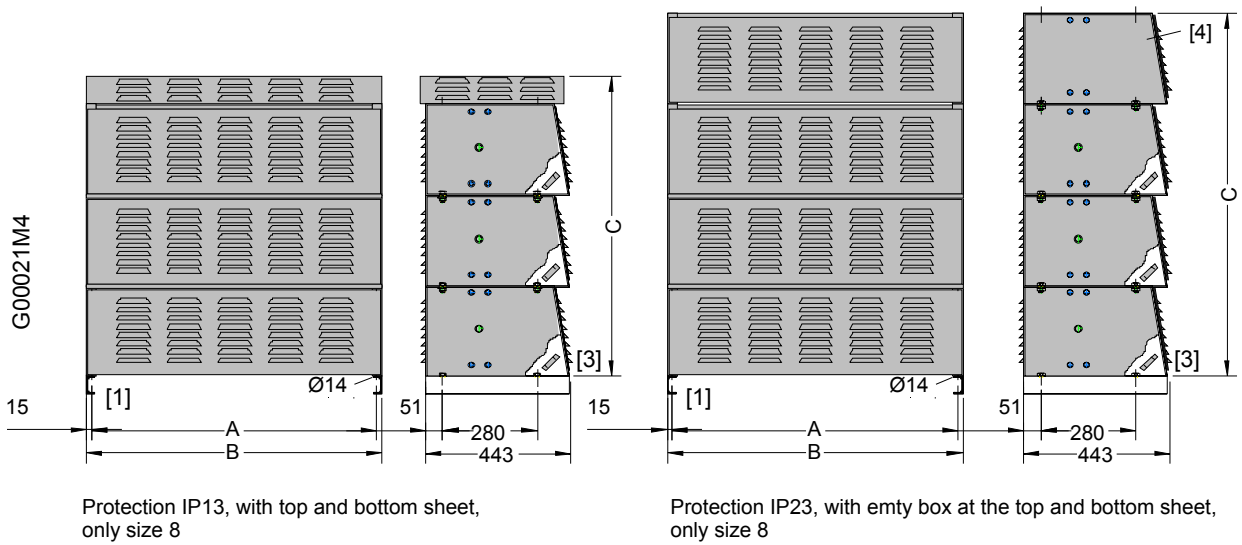 G00021M4
C
[3]
15
[1]
Ø14
51
A
280
B
443
[4]
C
[3]
15
[1]
Ø14
51
A
280
B
443
Protection IP13, with top and bottom sheet,
only size 8
Protection IP23, with emty box at the top and bottom sheet,
only size 8